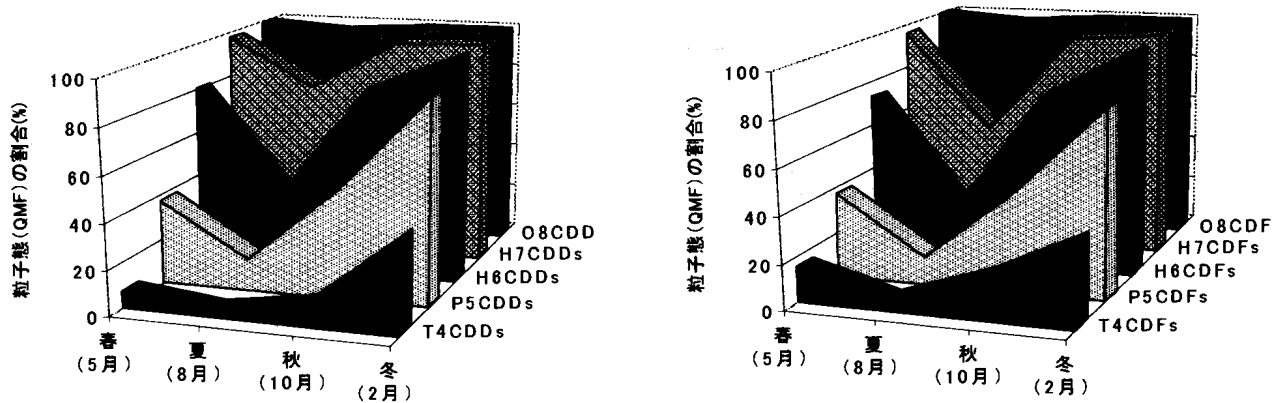 粒子態(QMF)の割合(%)
100
80
60
40
20
0
春
(5月)
夏
(8月)
秋
(10月)
冬
(2月)
O8CDD
H7CDDs
H6CDDs
P5CDDs
T4CDDs
粒子態(QMF)の割合(%)
100
80
60
40
20
0
春
(5月)
夏
(8月)
秋
(10月)
冬
(2月)
O8CDF
H7CDFs
H6CDFs
P5CDFs
T4CDFs